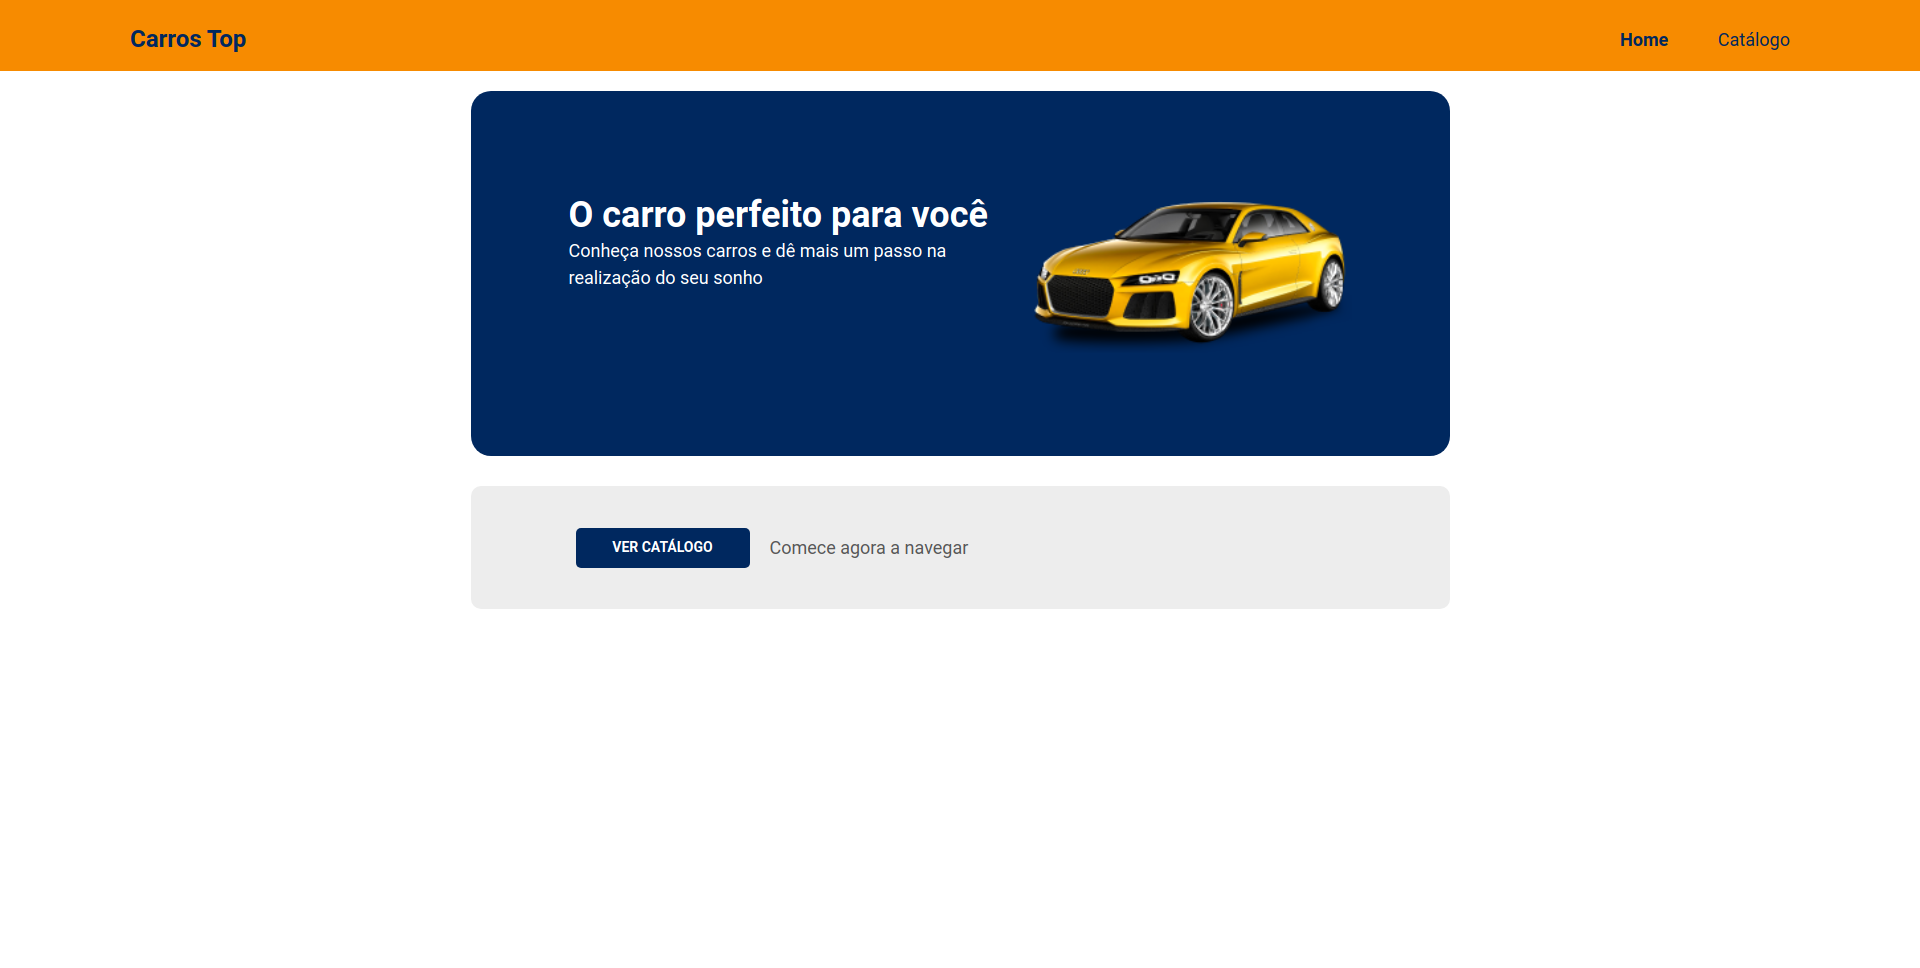 Carros Top
Home
Catálogo
O carro perfeito para você
Conheça nossos carros e dê mais um passo na
realização do seu sonho
VER CATÁLOGO
Comece agora a navegar